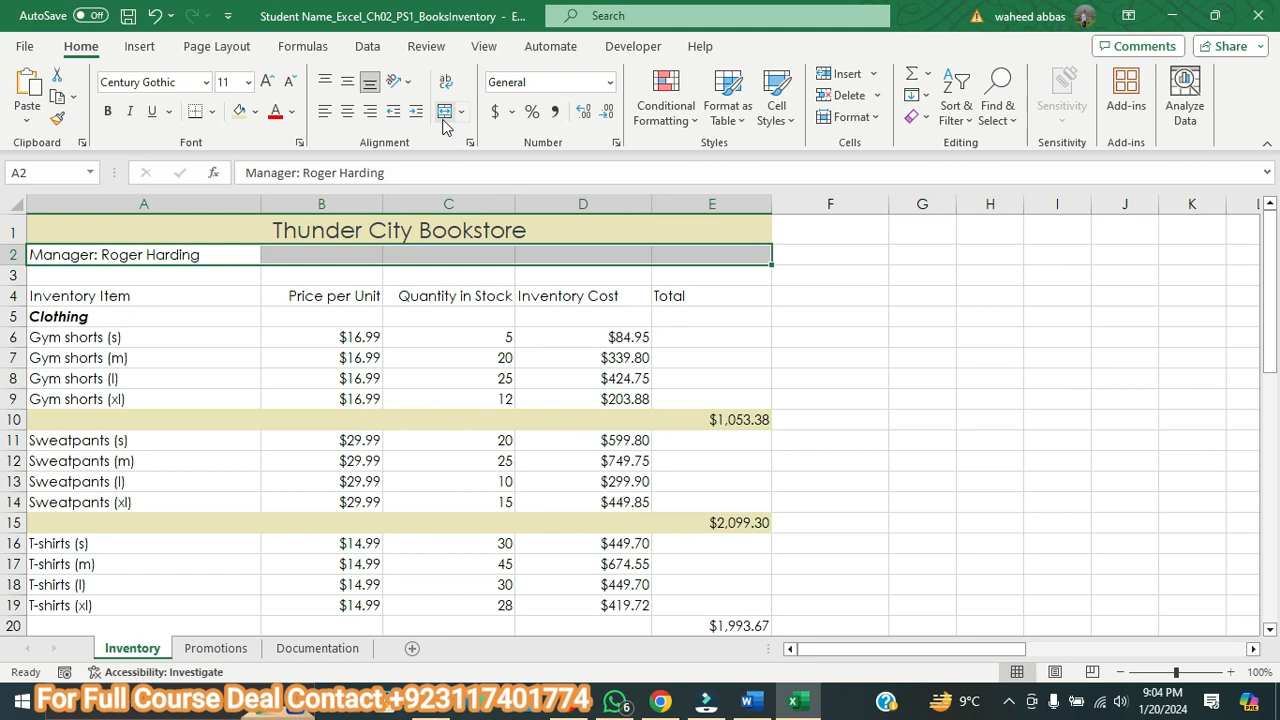 AutoSave Off Student Name_Excel_Ch02_PS1_BooksInventory - E... Search waheed abbas
File Home Insert Page Layout Formulas Data Review View Automate Developer Help Comments Share
Century Gothic 11 General Insert Delete Format
Paste Conditional Formatting Format as Table Cell Styles Sort & Filter Find & Select Sensitivity Add-ins Analyze Data
Clipboard Font Alignment Number Styles Cells Editing Sensitivity Add-ins
A2 fx Manager: Roger Harding
A B C D E F G H I J K L
1 Thunder City Bookstore
2 Manager: Roger Harding
3
4 Inventory Item Price per Unit Quantity in Stock Inventory Cost Total
5 Clothing
6 Gym shorts (s) $16.99 5 $84.95
7 Gym shorts (m) $16.99 20 $339.80
8 Gym shorts (l) $16.99 25 $424.75
9 Gym shorts (xl) $16.99 12 $203.88
10 $1,053.38
11 Sweatpants (s) $29.99 20 $599.80
12 Sweatpants (m) $29.99 25 $749.75
13 Sweatpants (l) $29.99 10 $299.90
14 Sweatpants (xl) $29.99 15 $449.85
15 $2,099.30
16 T-shirts (s) $14.99 30 $449.70
17 T-shirts (m) $14.99 45 $674.55
18 T-shirts (l) $14.99 30 $449.70
19 T-shirts (xl) $14.99 28 $419.72
20 $1,993.67
Inventory Promotions Documentation
Ready Accessibility: Investigate 100%
For Full Course Deal Contact +923117401774 6 9°C 9:04 PM
1/20/2024